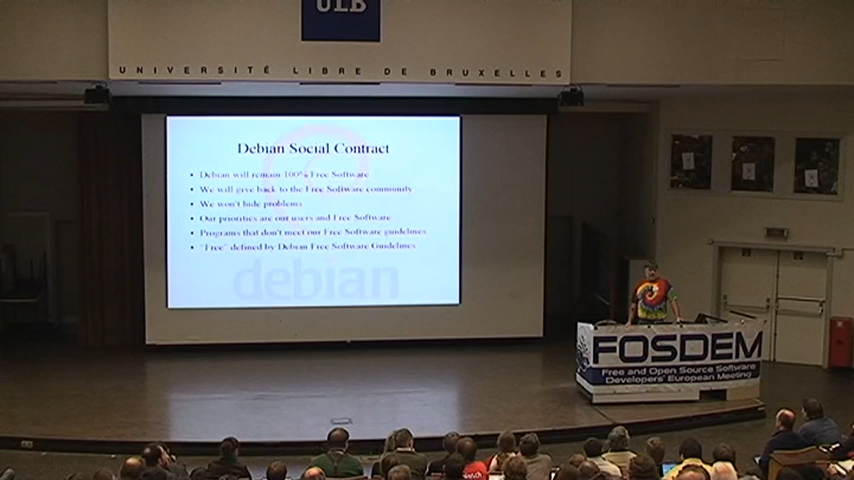 ULB
UNIVERSITÉ LIBRE DE BRUXELLES
Debian Social Contract
• Debian will remain 100% Free Software
• We will give back to the Free Software community
• We won't hide problems
• Our priorities are our users and Free Software
• Programs that don't meet our Free Software guidelines
• "Free" defined by Debian Free Software Guidelines
debian
FOSDEM
Free and Open Source Software
Developers' European Meeting